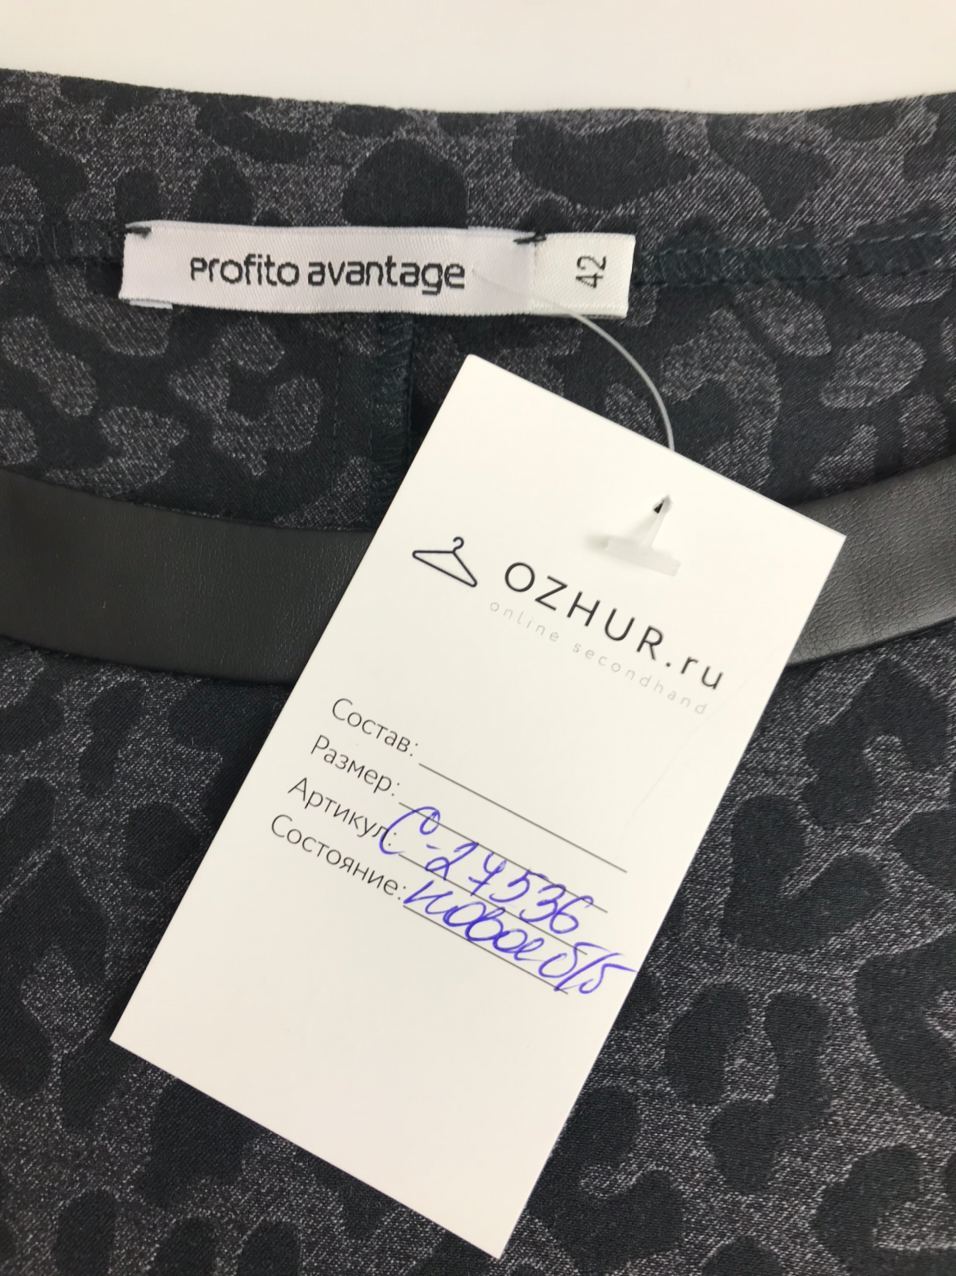 profito avantage
42
OZHUR.ru
online secondhand
Состав:
Размер:
Артикул: С-27536
Состояние: новое б/б